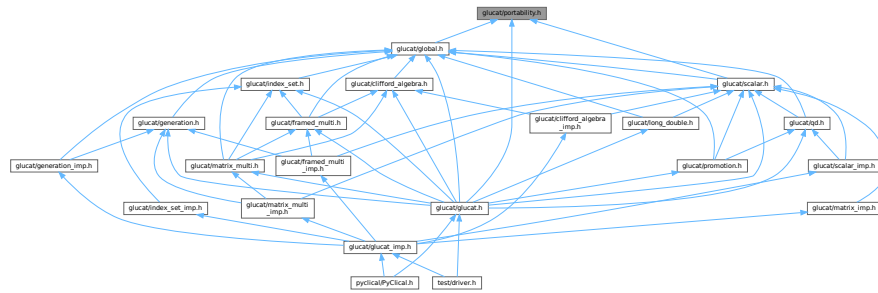 glucat/portability.h
glucat/global.h
glucat/index_set.h
glucat/clifford_algebra.h
glucat/scalar.h
glucat/generation.h
glucat/framed_multi.h
glucat/clifford_algebra
_imp.h
glucat/long_double.h
glucat/qd.h
glucat/generation_imp.h
glucat/matrix_multi.h
glucat/framed_multi
_imp.h
glucat/promotion.h
glucat/scalar_imp.h
glucat/index_set_imp.h
glucat/matrix_multi
_imp.h
glucat/glucat.h
glucat/matrix_imp.h
glucat/glucat_imp.h
pyclical/PyClical.h
test/driver.h